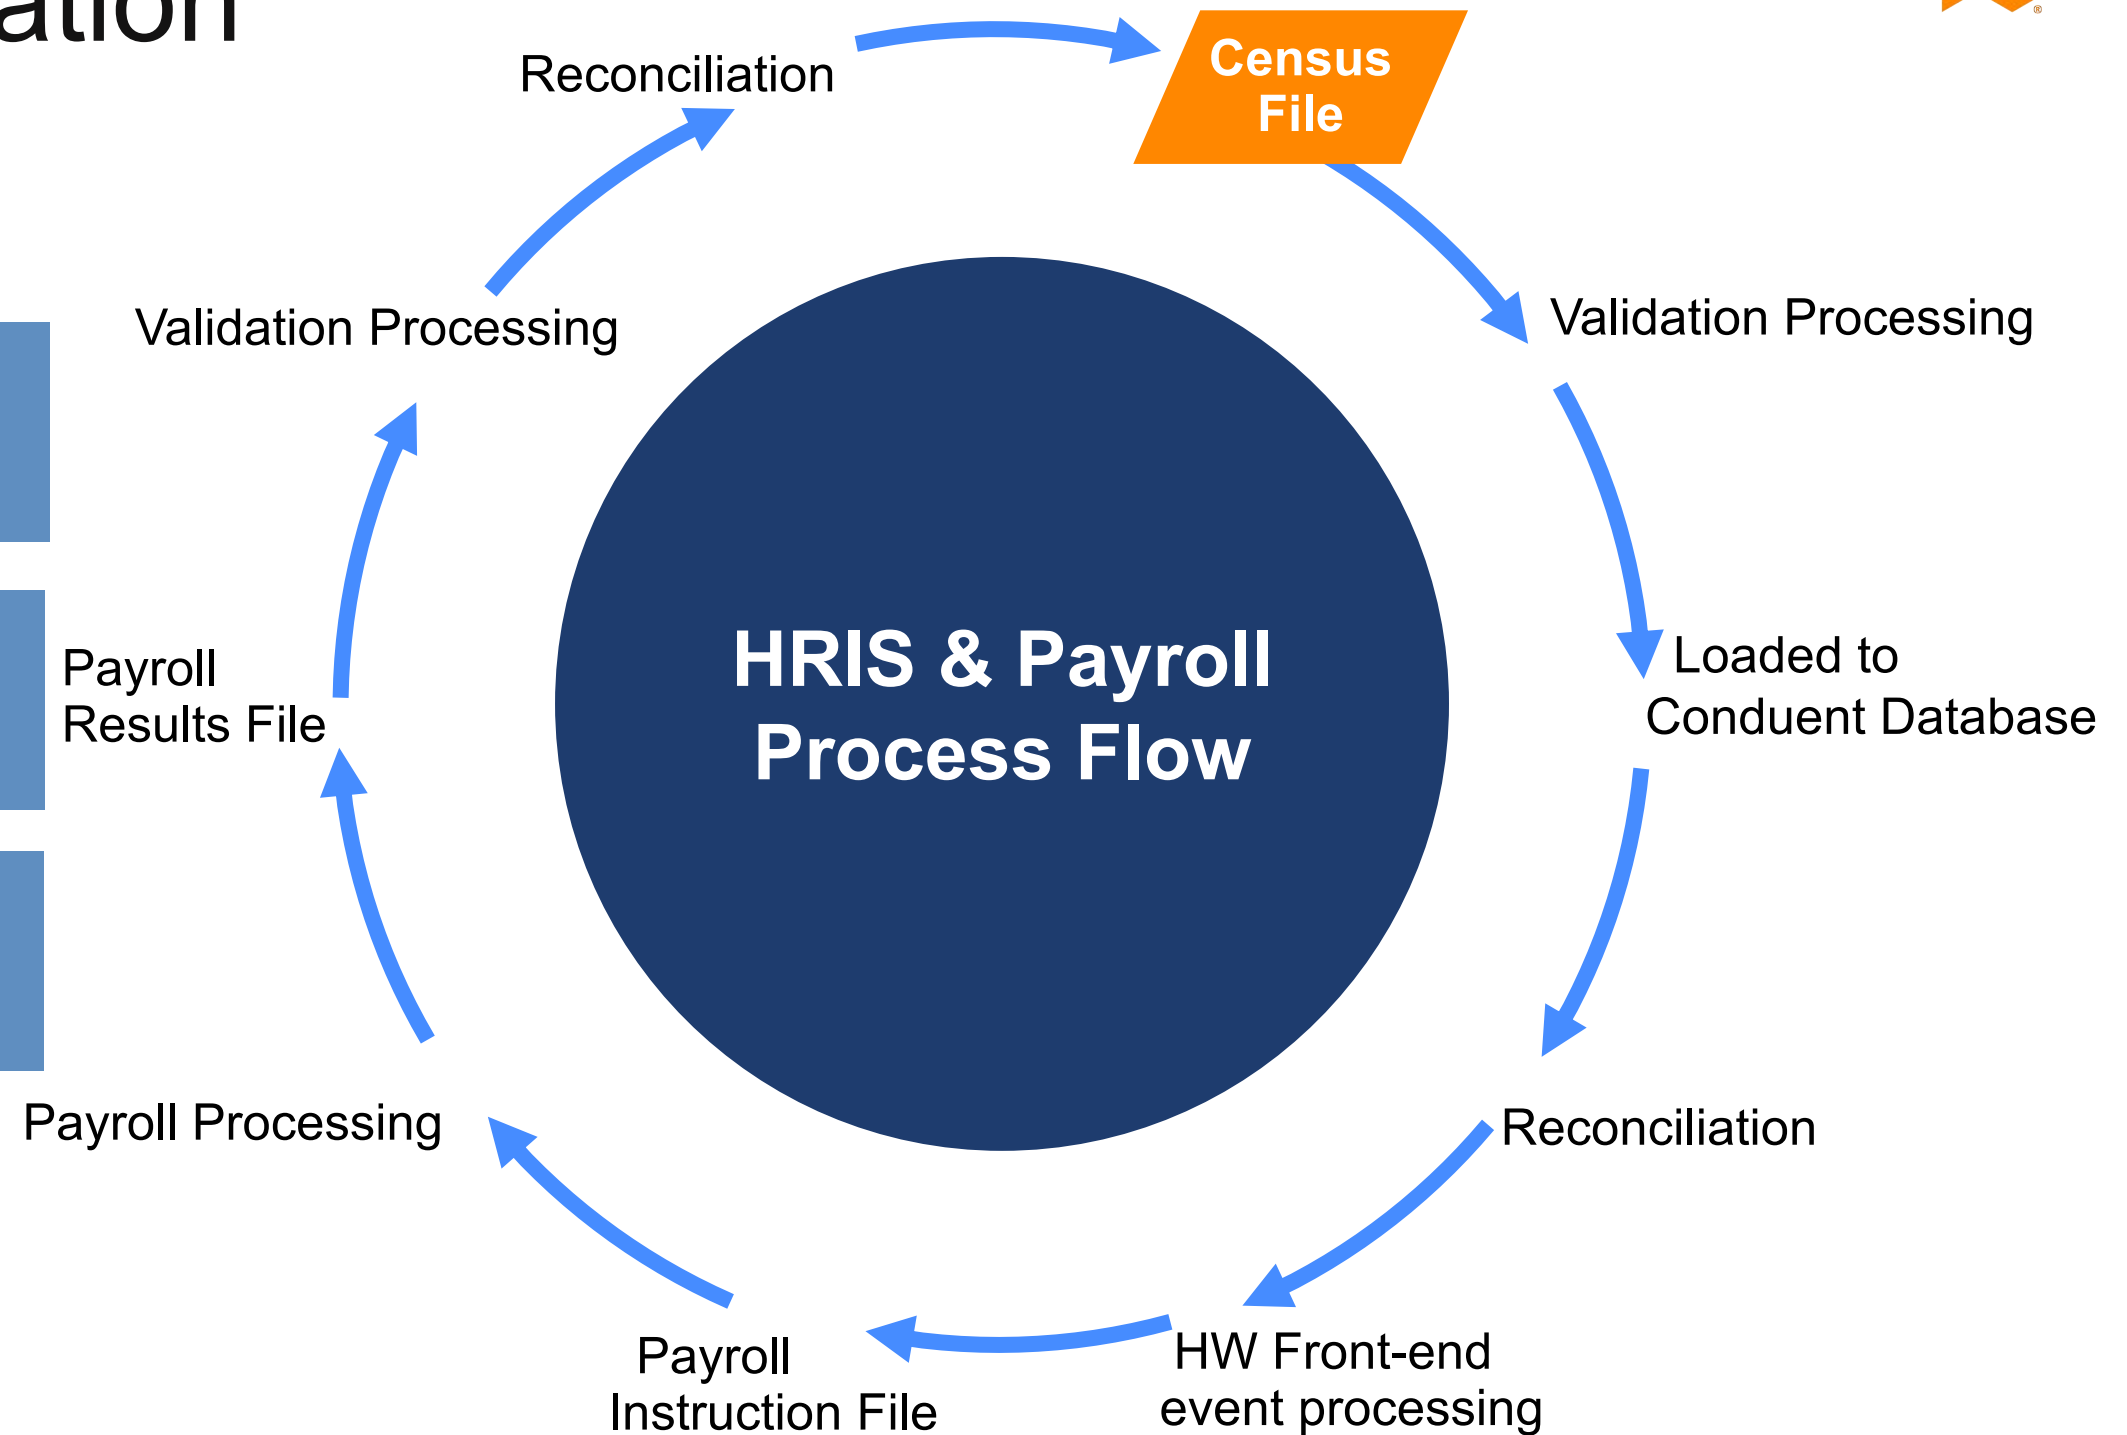 ation
Reconciliation
Census
File
Validation Processing
Validation Processing
HRIS & Payroll
Process Flow
Payroll
Results File
Loaded to
Conduent Database
Payroll Processing
Reconciliation
Payroll
Instruction File
HW Front-end
event processing
®